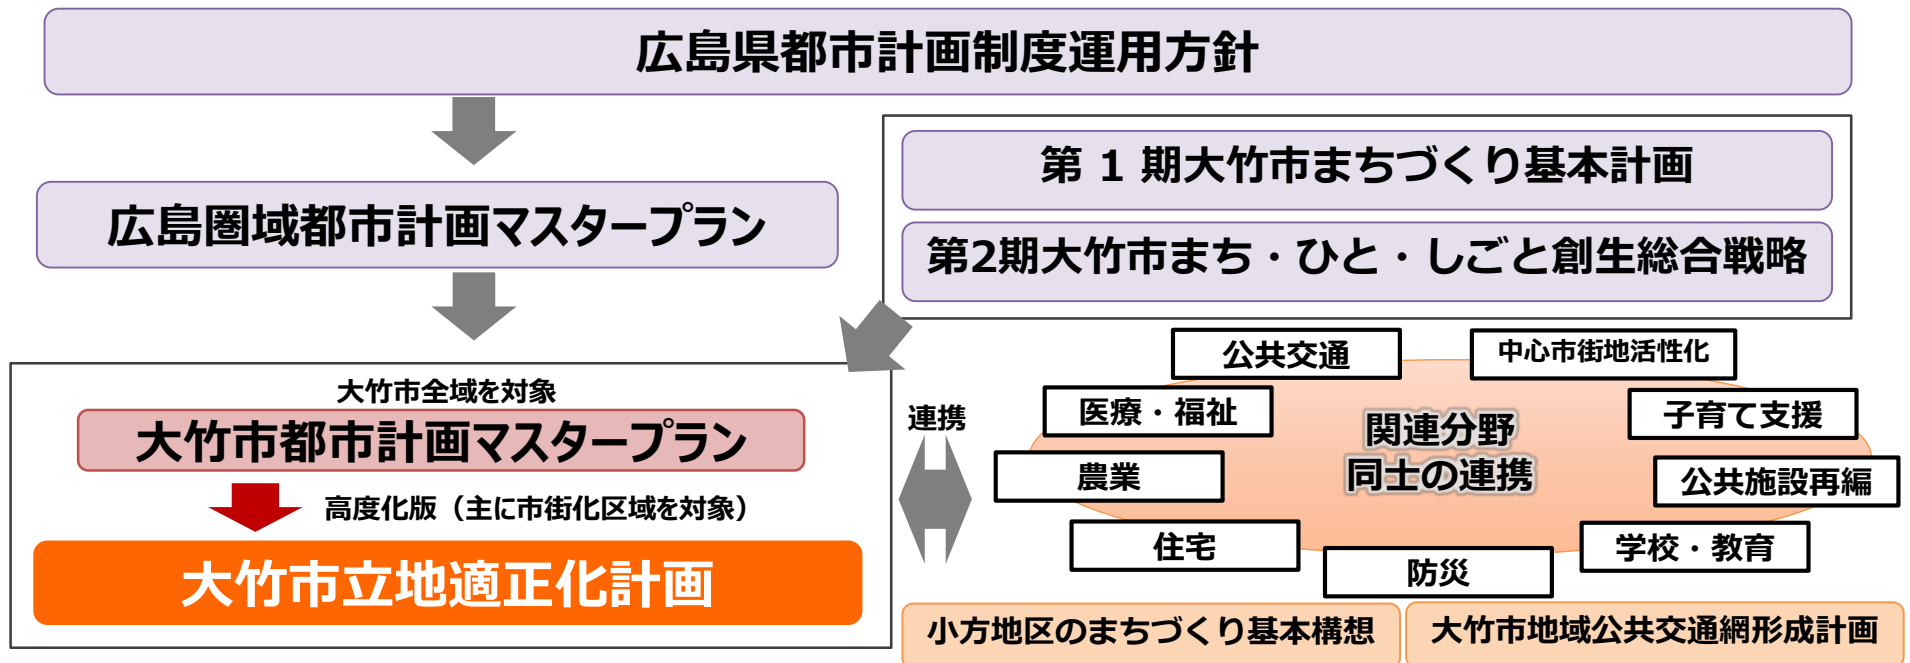 広島県都市計画制度運用方針
第 1 期大竹市まちづくり基本計画
広島圏域都市計画マスタープラン
第2期大竹市まち・ひと・しごと創生総合戦略
大竹市全域を対象
大竹市都市計画マスタープラン
高度化版（主に市街化区域を対象）
大竹市立地適正化計画
連携
公共交通
中心市街地活性化
医療・福祉
子育て支援
関連分野
同士の連携
農業
公共施設再編
住宅
学校・教育
防災
小方地区のまちづくり基本構想
大竹市地域公共交通網形成計画